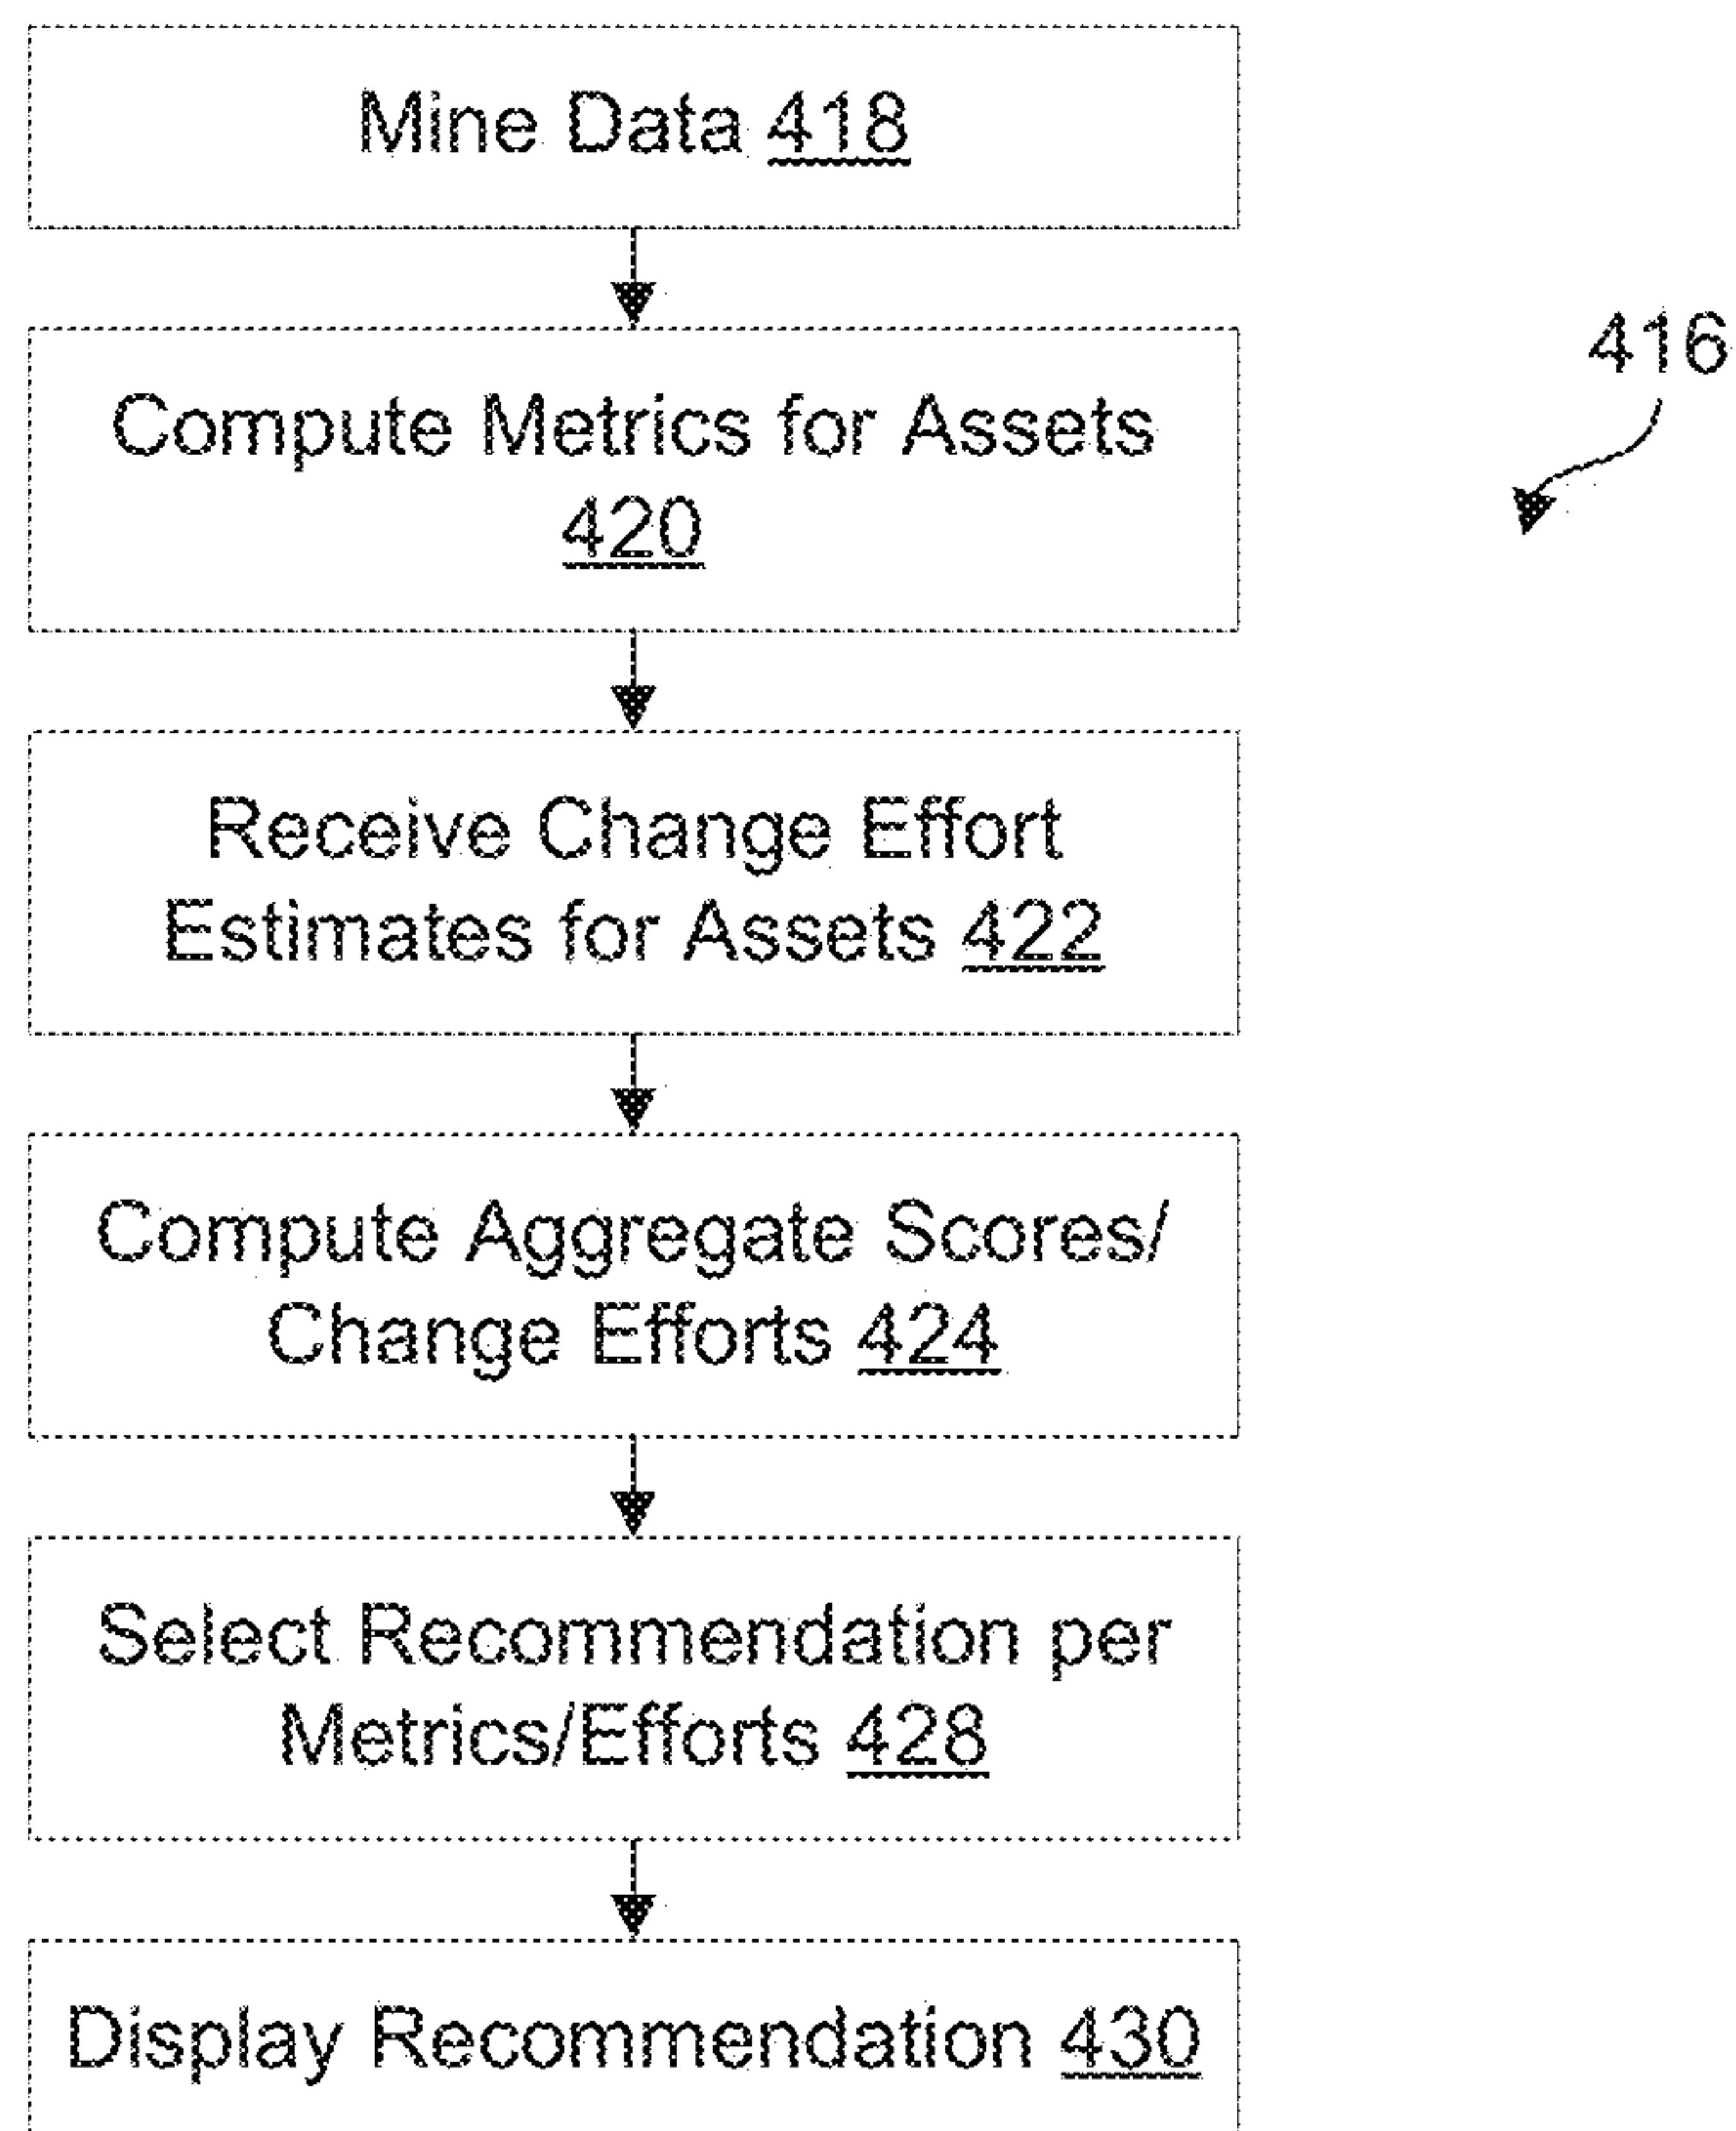 Mine Data 418
Compute Metrics for Assets
420
416
Receive Change Effort
Estimates for Assets 422
Compute Aggregate Scores/
Change Efforts 424
Select Recommendation per
Metrics/Efforts 428
Display Recommendation 430